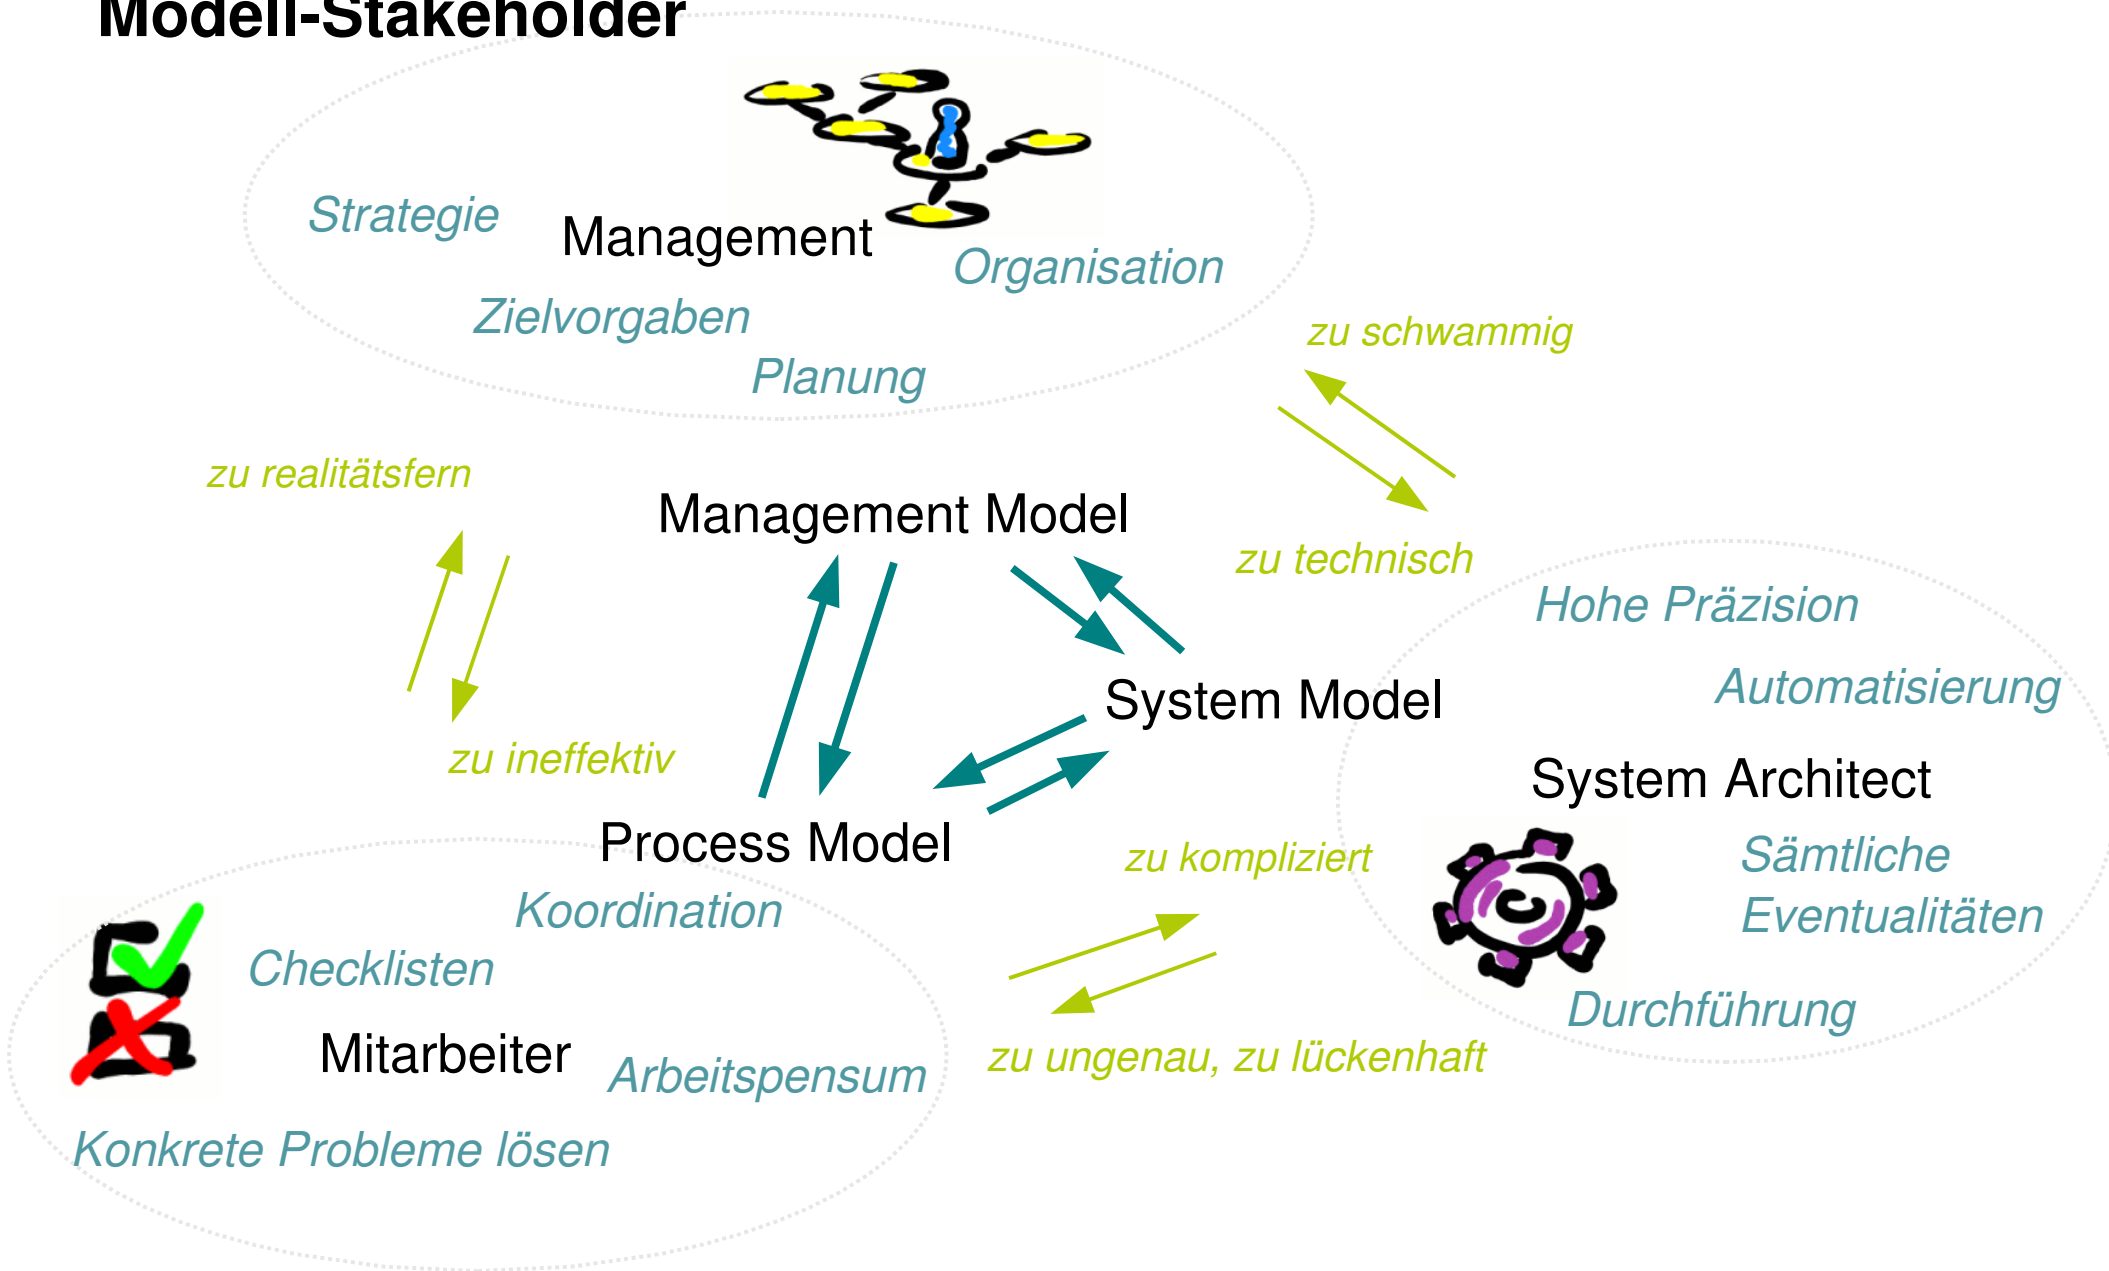 Modell-Stakeholder
Strategie
Management
Organisation
Zielvorgaben
Planung
zu schwammig
zu realitätsfern
Management Model
zu technisch
Hohe Präzision
Automatisierung
System Model
zu ineffektiv
System Architect
Process Model
zu kompliziert
Sämtliche
Eventualitäten
Koordination
Checklisten
Durchführung
Mitarbeiter
Arbeitspensum
zu ungenau, zu lückenhaft
Konkrete Probleme lösen